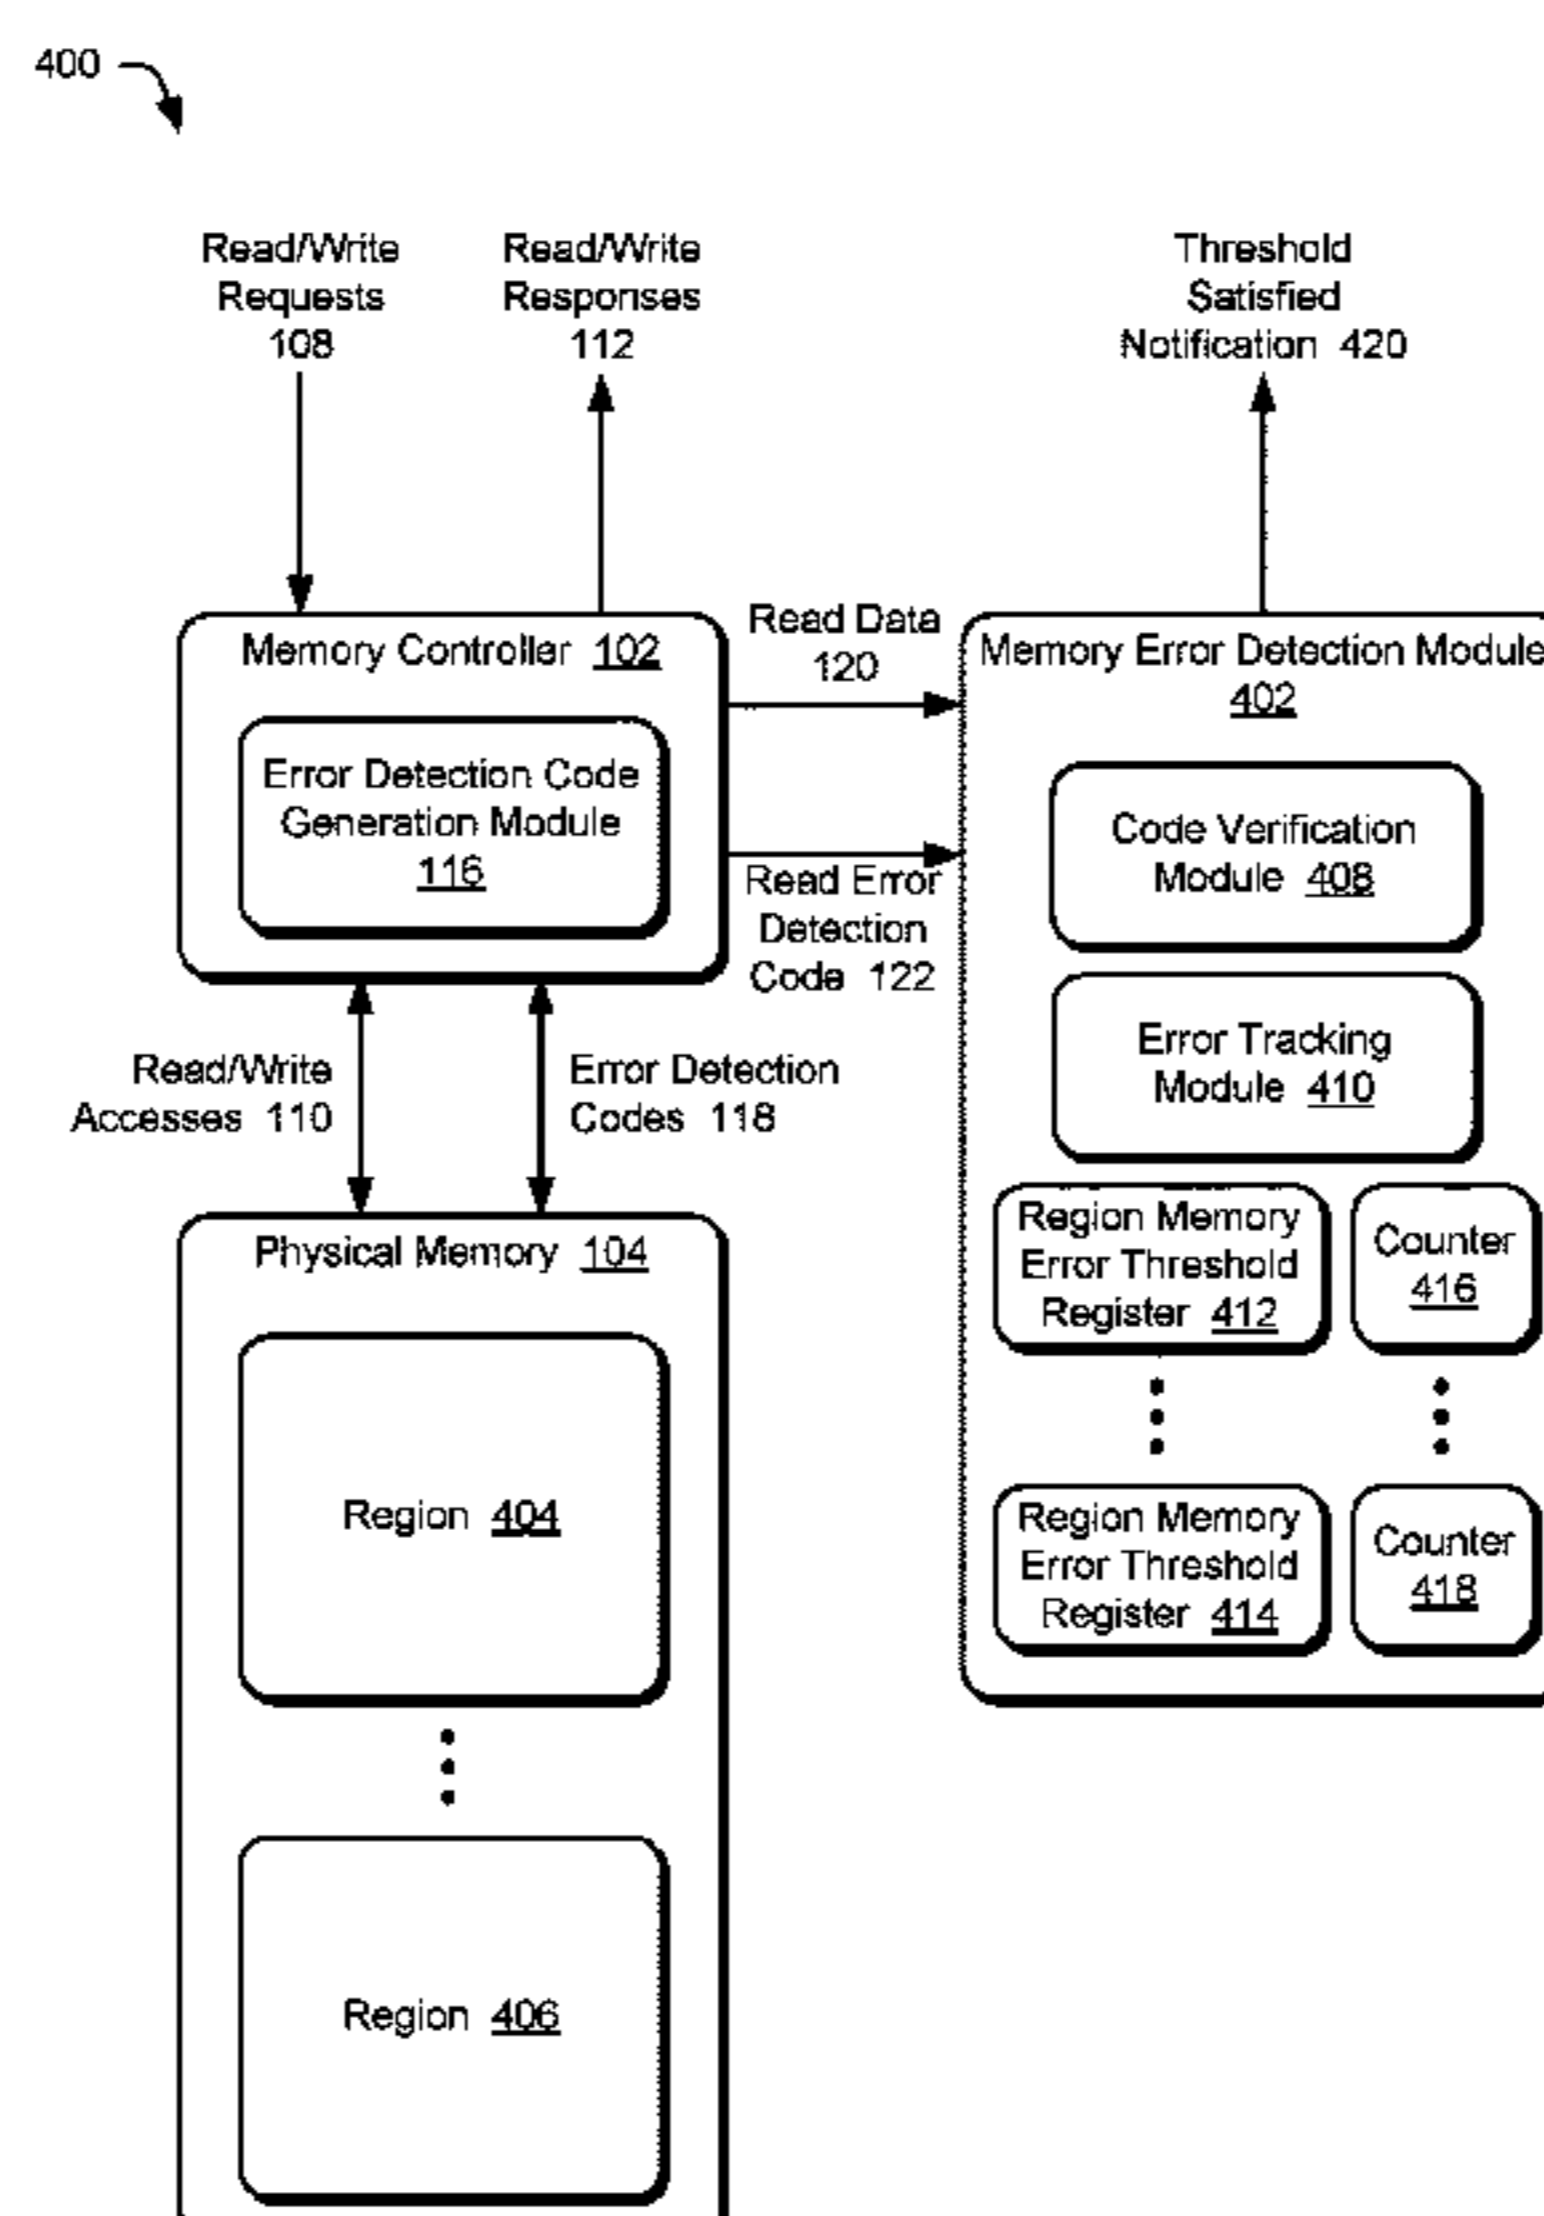 400
Read/Write
Requests
108
Read/Write
Responses
112
Threshold
Satisfied
Notification 420
Memory Controller 102
Error Detection Code
Generation Module
116
Read Data
120
Read Error
Detection
Code 122
Memory Error Detection Module
402
Code Verification
Module 408
Error Tracking
Module 410
Region Memory
Error Threshold
Register 412
Counter
416
Region Memory
Error Threshold
Register 414
Counter
418
Read/Write
Accesses 110
Error Detection
Codes 118
Physical Memory 104
Region 404
Region 406